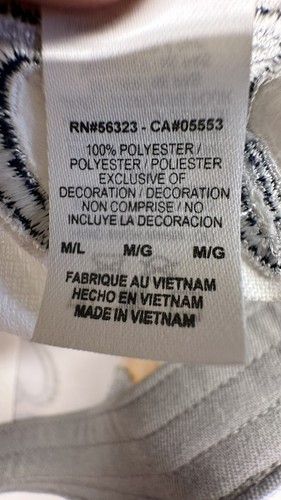 RN#56323 - CA#05553
100% POLYESTER /
POLYESTER / POLIESTER
EXCLUSIVE OF
DECORATION / DECORATION
NON COMPRISE / NO
INCLUYE LA DECORACION
M/L M/G M/G
FABRIQUE AU VIETNAM
HECHO EN VIETNAM
MADE IN VIETNAM